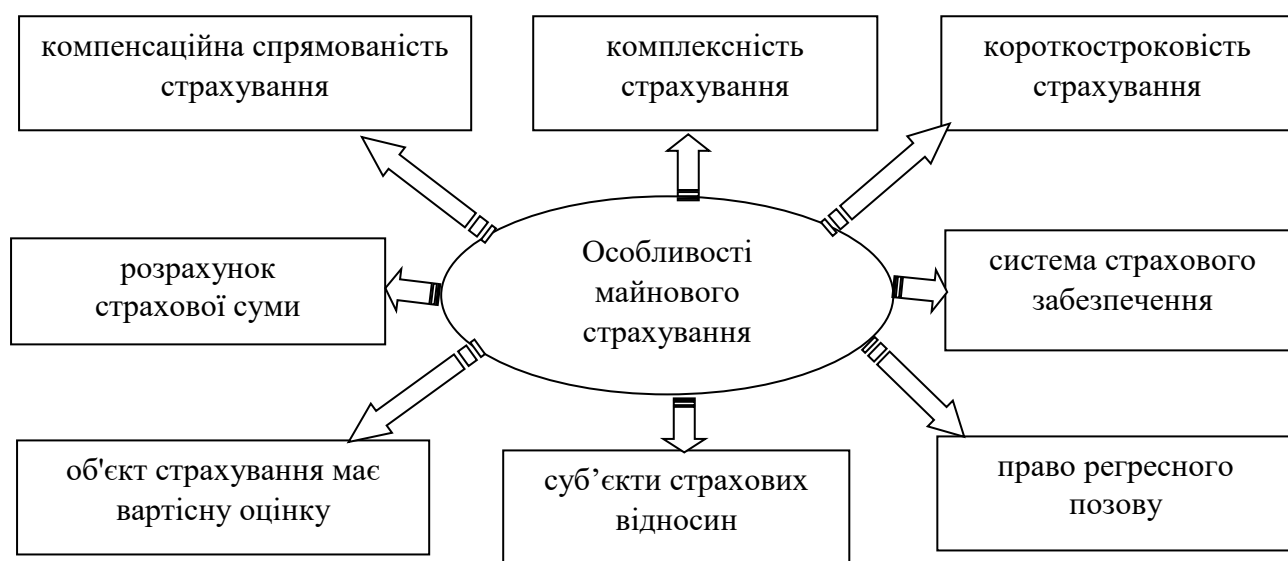 компенсаційна спрямованість
страхування
комплексність
страхування
короткостроковість
страхування
розрахунок
страхової суми
Особливості
майнового
страхування
система страхового
забезпечення
об'єкт страхування має
вартісну оцінку
суб’єкти страхових
відносин
право регресного
позову